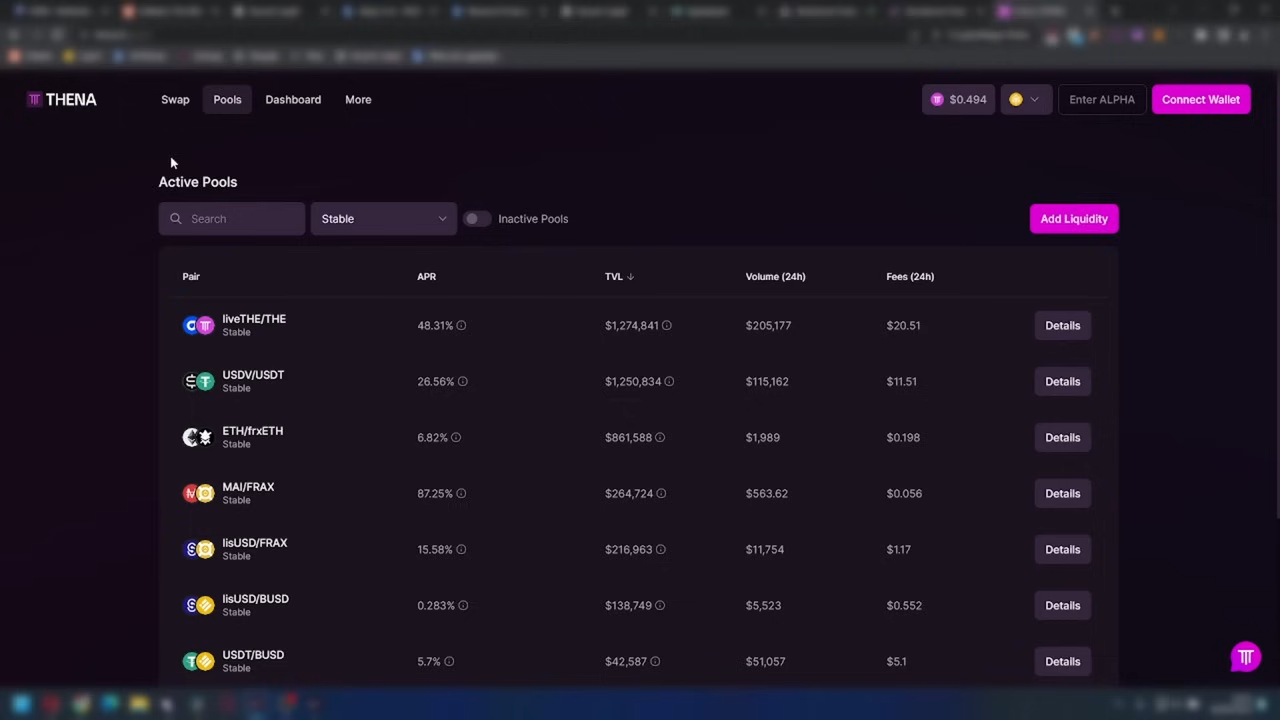 THENA
Swap
Pools
Dashboard
More
$0.494
Enter ALPHA
Connect Wallet
Active Pools
Search
Stable
Inactive Pools
Add Liquidity
Pair APR TVL Volume (24h) Fees (24h)
liveTHE/THE
Stable
48.31% $1,274,841 $205,177 $20.51 Details
USDV/USDT
Stable
26.56% $1,250,834 $115,162 $11.51 Details
ETH/frxETH
Stable
6.82% $861,588 $1,989 $0.198 Details
MAI/FRAX
Stable
87.25% $264,724 $563.62 $0.056 Details
lisUSD/FRAX
Stable
15.58% $216,963 $11,754 $1.17 Details
lisUSD/BUSD
Stable
0.283% $138,749 $5,523 $0.552 Details
USDT/BUSD
Stable
5.7% $42,587 $51,057 $5.1 Details